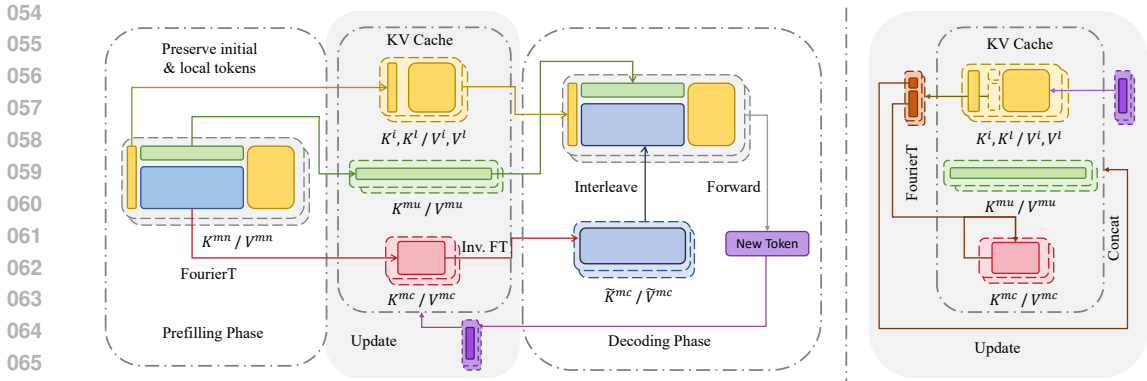 054
055
056
057
058
059
060
061
062
063
064
065
Preserve initial
& local tokens
K^{mn} / V^{mn}
FourierT
Prefilling Phase
KV Cache
K^i, K^l / V^i, V^l
K^{mu} / V^{mu}
Inv. FT
K^{mc} / V^{mc}
Update
Interleave
Forward
New Token
K̃^{mc} / Ṽ^{mc}
Decoding Phase
KV Cache
K^i, K^l / V^i, V^l
FourierT
K^{mu} / V^{mu}
Concat
K^{mc} / V^{mc}
Update